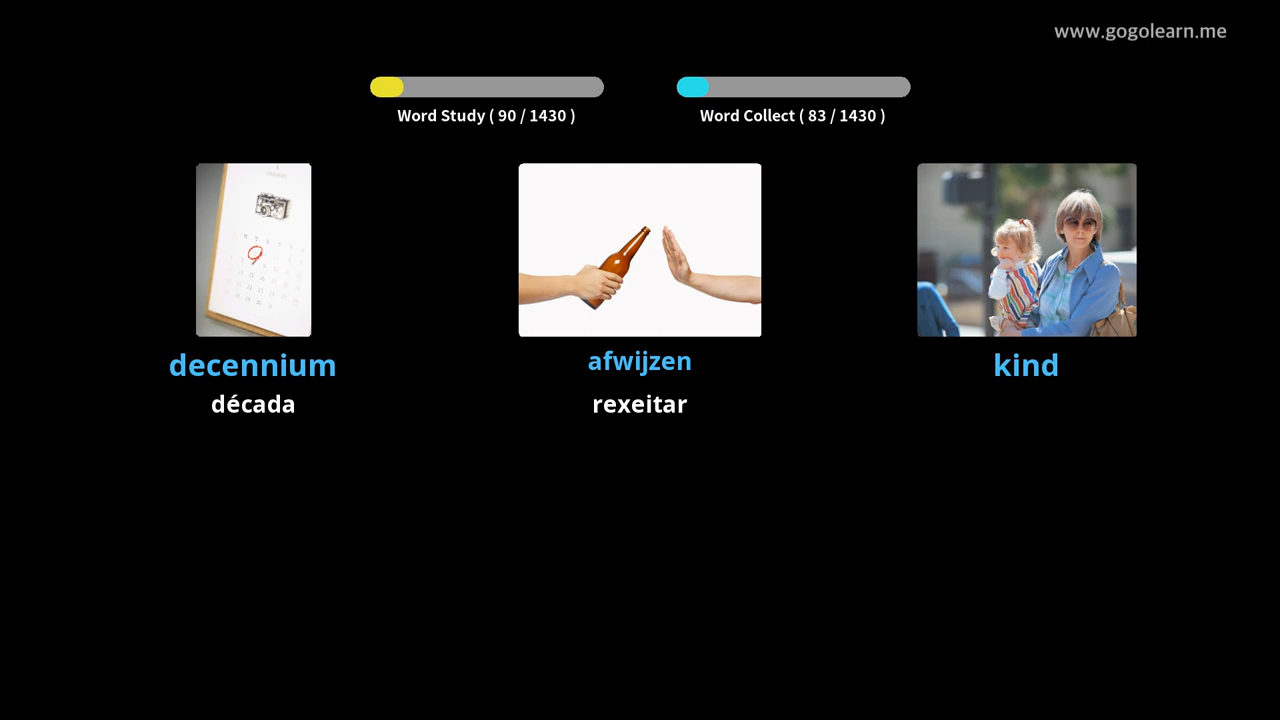 www.gogolearn.me
Word Study ( 90 / 1430 )
Word Collect ( 83 / 1430 )
decennium
afwijzen
kind
década
rexeitar